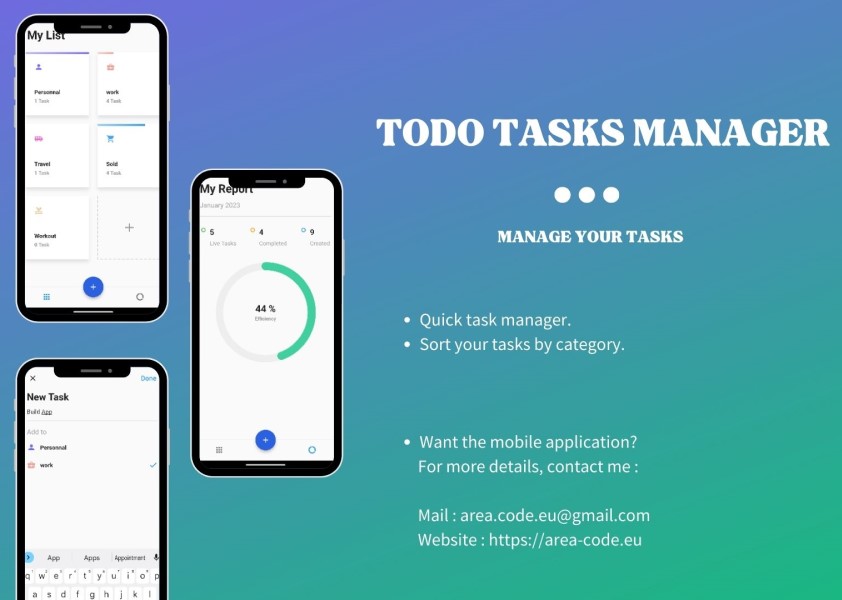 My List
Personnal
1 Task
work
4 Task
Travel
1 Task
Sold
4 Task
Workout
6 Task
+
+
My Report
January 2023
5
Live Tasks
4
Completed
9
Created
44 %
Efficiency
+
Done
New Task
Build App
Add to
Personnal
work
App Apps Appointment
q w e r t y u i o p
a s d f g h j k l
TODO TASKS MANAGER
MANAGE YOUR TASKS
• Quick task manager.
• Sort your tasks by category.
• Want the mobile application?
For more details, contact me :
Mail : area.code.eu@gmail.com
Website : https://area-code.eu